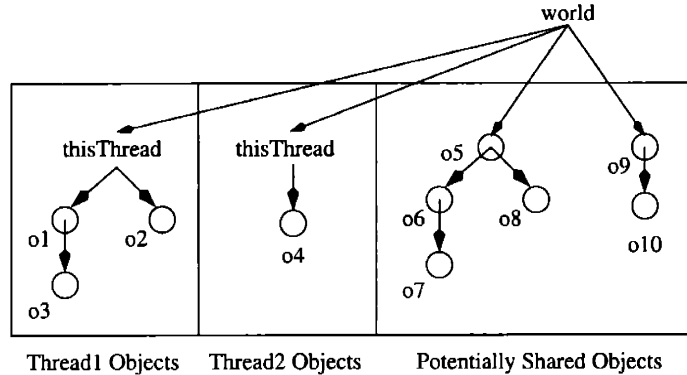 world
thisThread
thisThread
o5
o9
o6
o8
o1
o2
o4
o10
o7
o3
Thread1 Objects
Thread2 Objects
Potentially Shared Objects